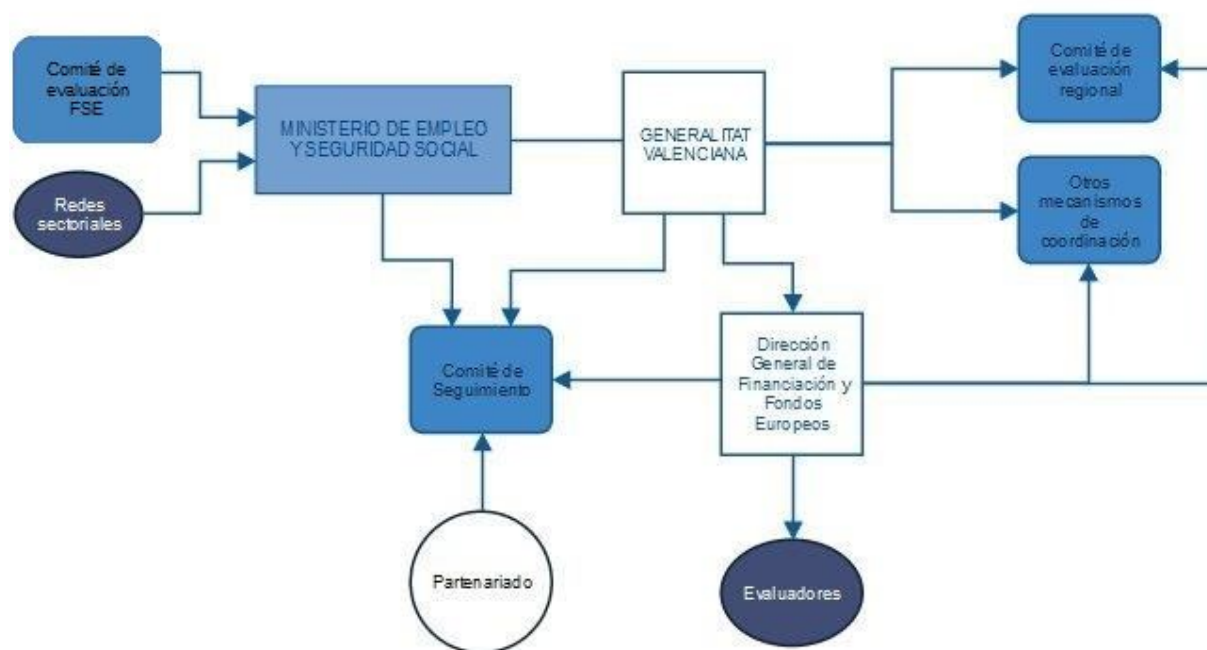 Comité de
evaluación
FSE
MINISTERIO DE EMPLEO
Y SEGURIDAD SOCIAL
GENERALITAT
VALENCIANA
Comité de
evaluación
regional
Redes
sectoriales
Otros
mecanismos
de
coordinación
Comité de
Seguimiento
Dirección
General de
Financiación y
Fondos
Europeos
Partenariado
Evaluadores